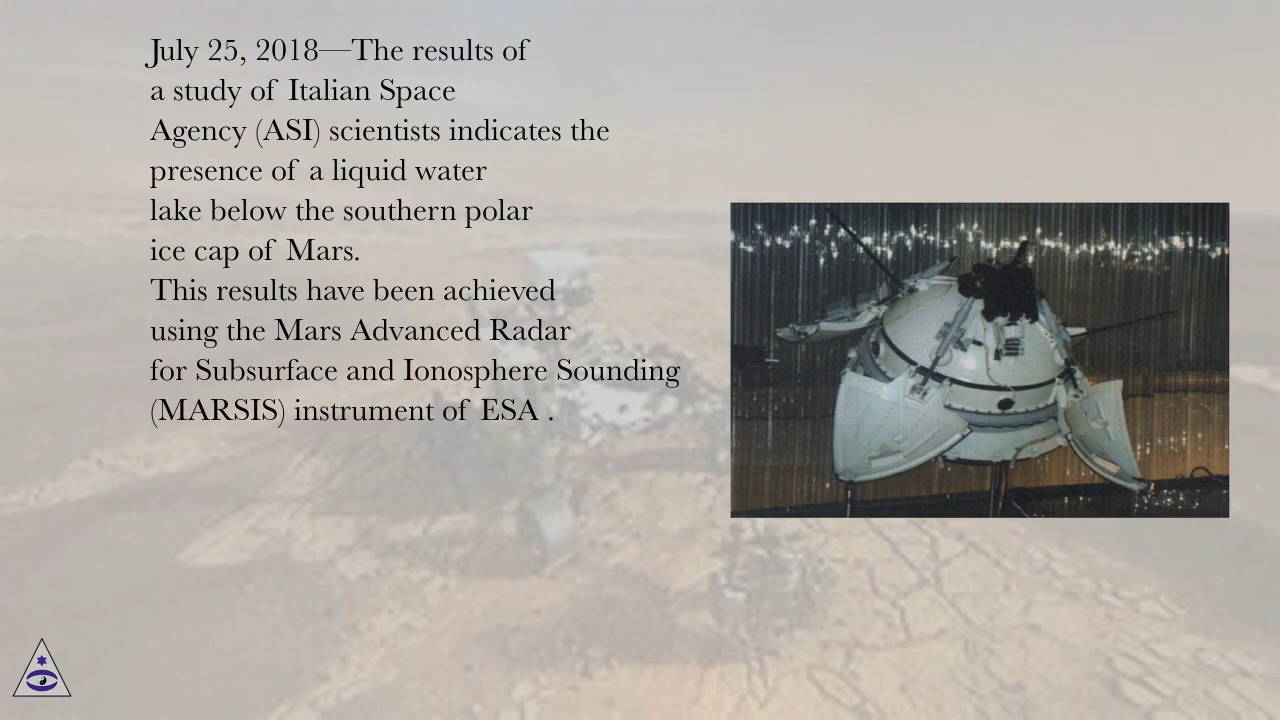 July 25, 2018—The results of
a study of Italian Space
Agency (ASI) scientists indicates the
presence of a liquid water
lake below the southern polar
ice cap of Mars.
This results have been achieved
using the Mars Advanced Radar
for Subsurface and Ionosphere Sounding
(MARSIS) instrument of ESA .